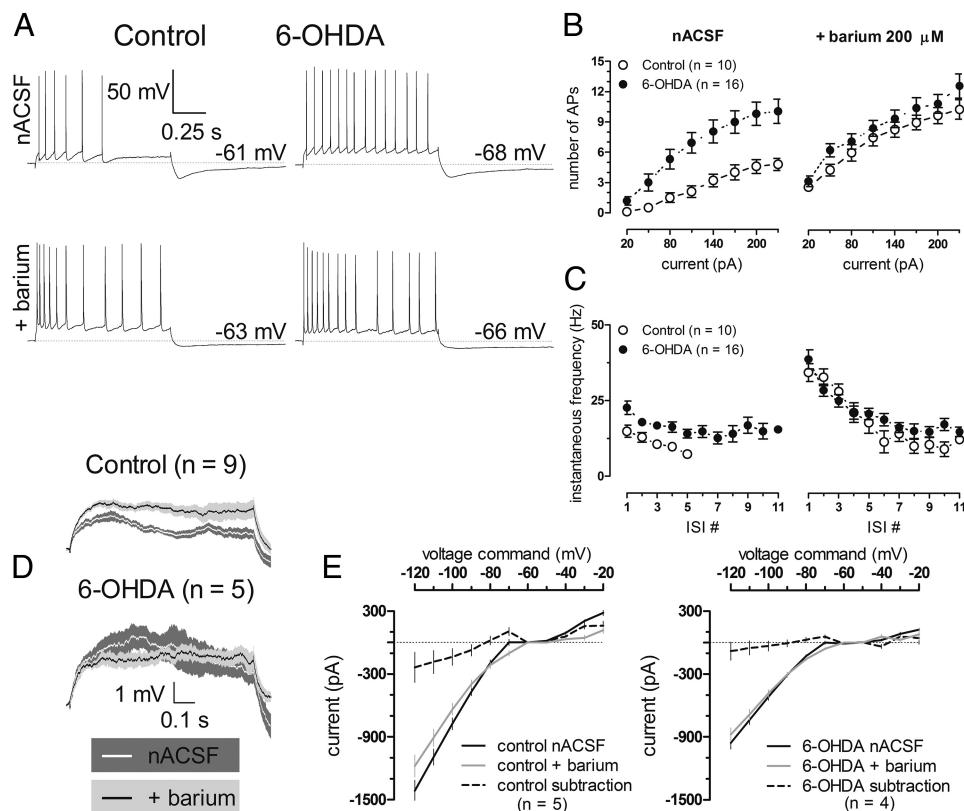 A
Control
6-OHDA
nACSF
50 mV
0.25 s
-61 mV
-68 mV
+ barium
-63 mV
-66 mV
B
nACSF
+ barium 200 μM
Control (n = 10)
6-OHDA (n = 16)
number of APs
15
12
9
6
3
0
20 80 140 200
current (pA)
20 80 140 200
current (pA)
C
Control (n = 10)
6-OHDA (n = 16)
instantaneous frequency (Hz)
50
25
0
1 3 5 7 9 11
ISI #
1 3 5 7 9 11
ISI #
Control (n = 9)
D
6-OHDA (n = 5)
1 mV
0.1 s
nACSF
+ barium
E
voltage command (mV)
-120 -100 -80 -60 -40 -20
300
-300
-900
-1500
current (pA)
control nACSF
control + barium
control subtraction
(n = 5)
voltage command (mV)
-120 -100 -80 -60 -40 -20
300
-300
-900
-1500
current (pA)
6-OHDA nACSF
6-OHDA + barium
6-OHDA subtraction
(n = 4)